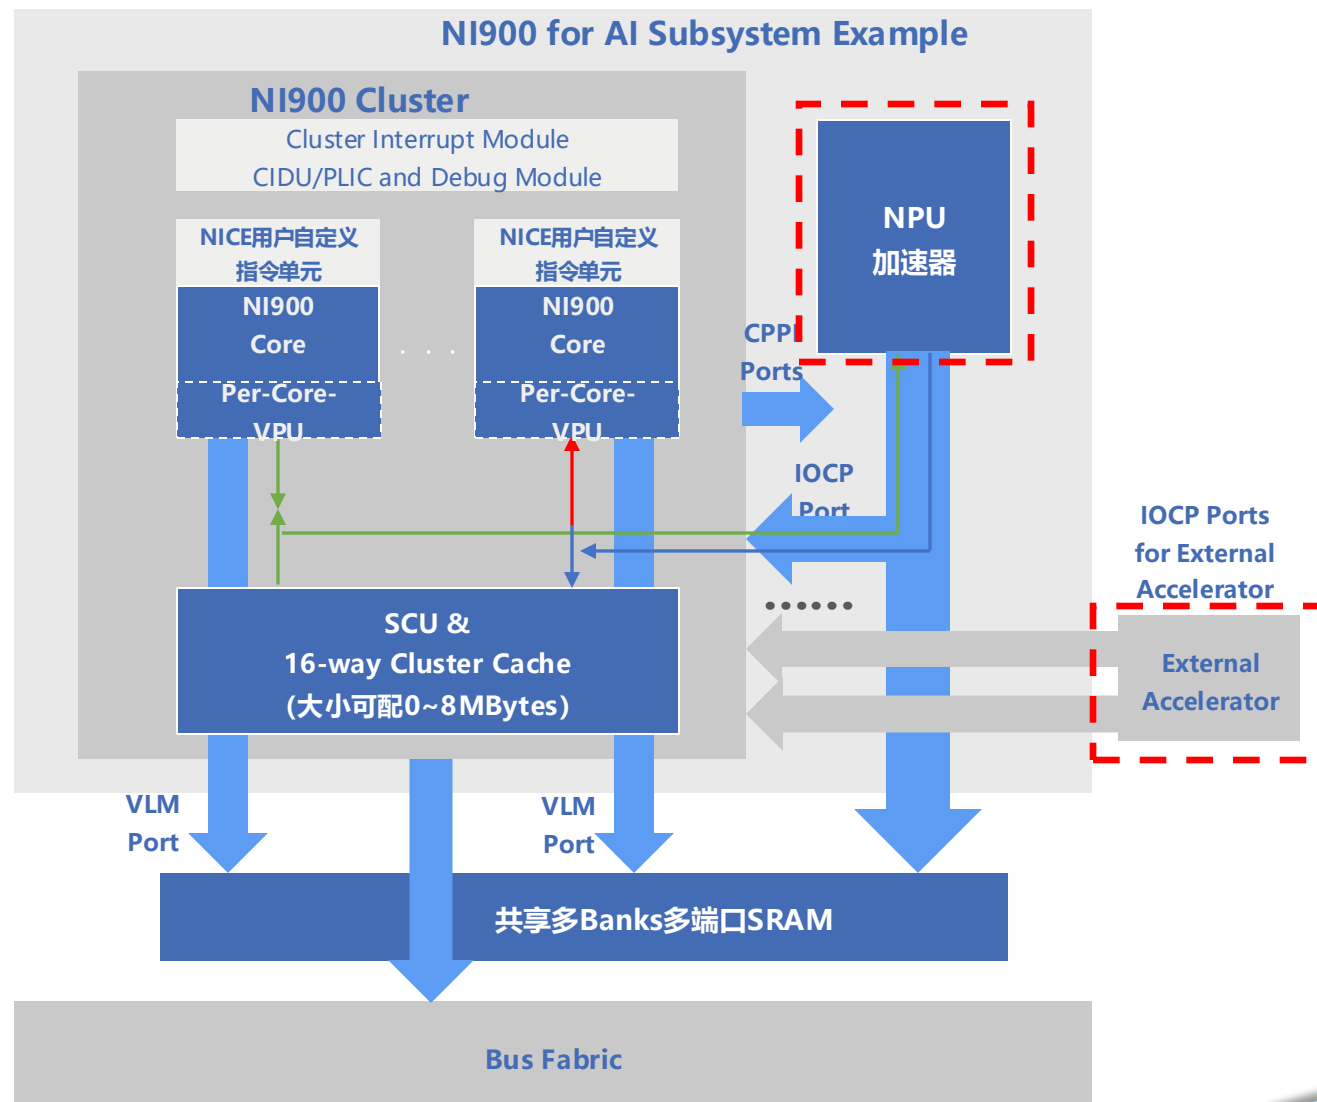 NI900 for AI Subsystem Example
NI900 Cluster
Cluster Interrupt Module
CIDU/PLIC and Debug Module
NICE用户自定义
指令单元
NI900
Core
Per-Core-
VPU
. . .
NICE用户自定义
指令单元
NI900
Core
Per-Core-
VPU
NPU
加速器
CPPI
Ports
IOCP
Port
IOCP Ports
for External
Accelerator
External
Accelerator
SCU &
16-way Cluster Cache
(大小可配0~8MBytes)
VLM
Port
VLM
Port
共享多Banks多端口SRAM
Bus Fabric